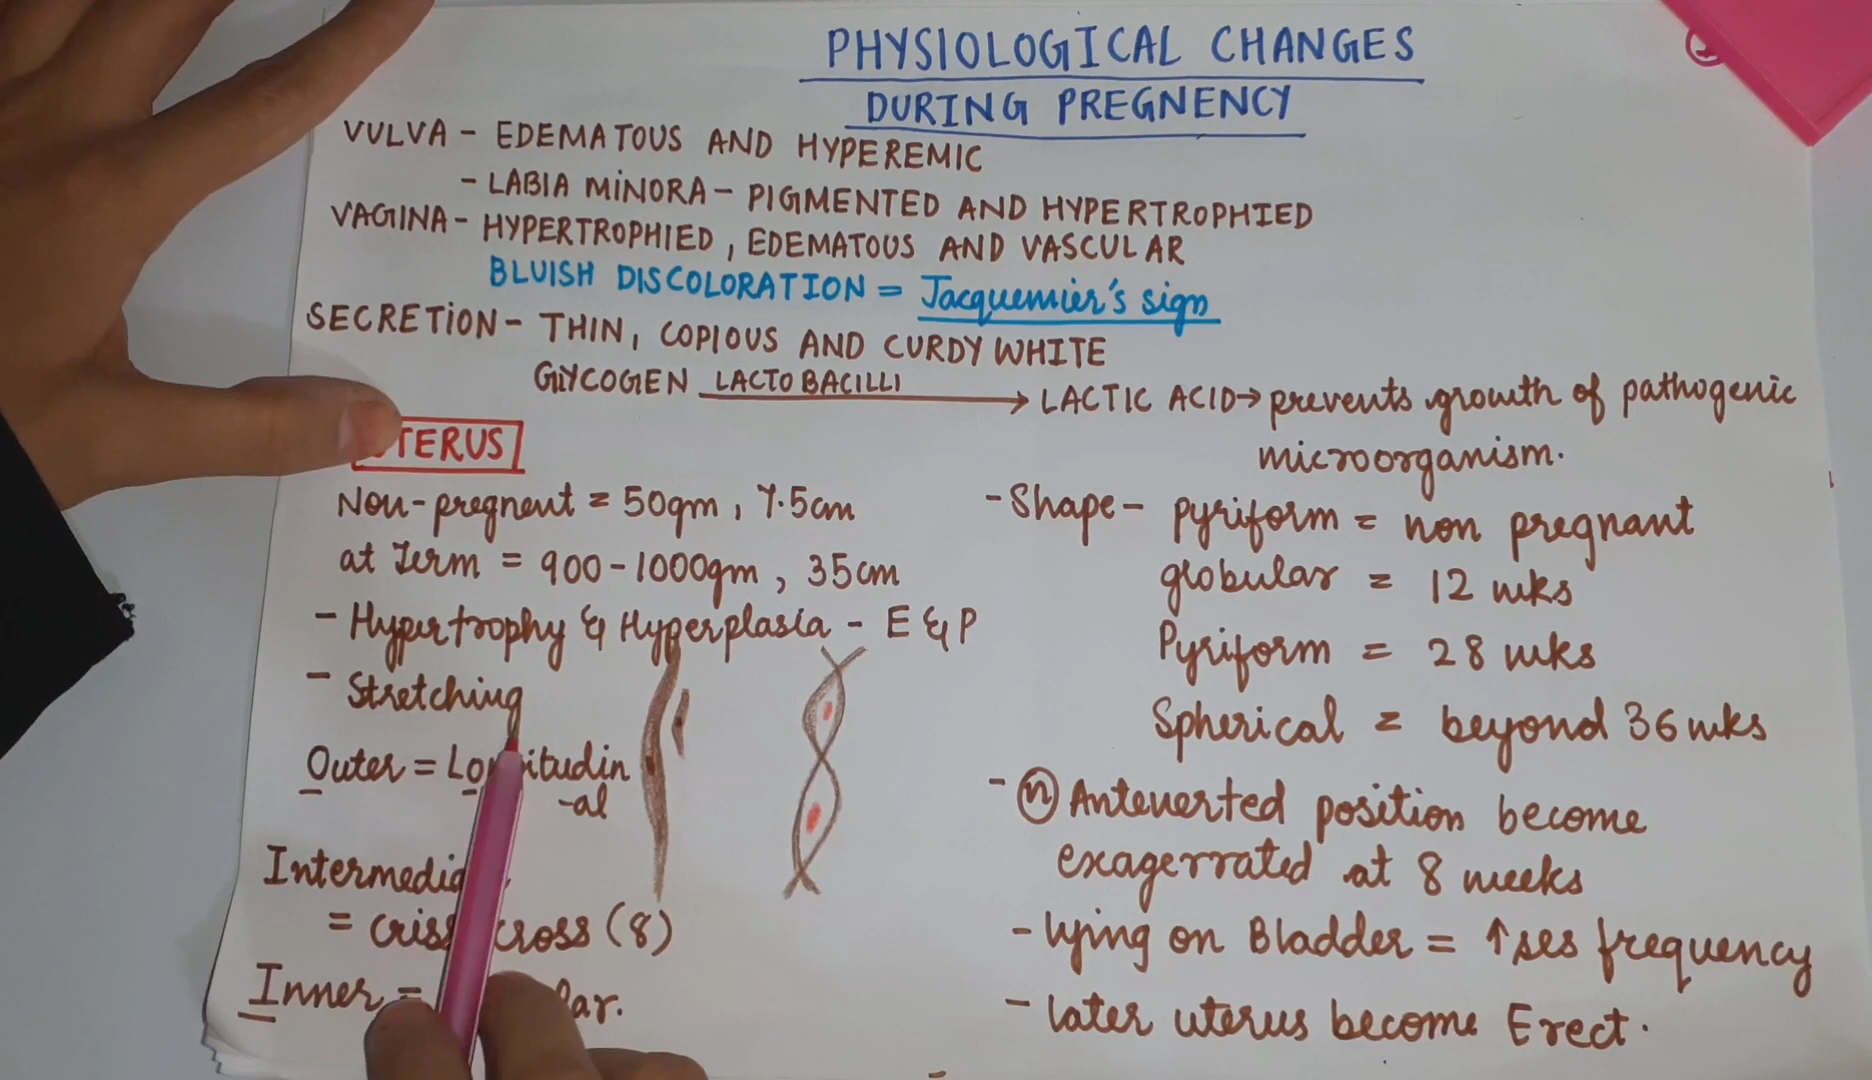 PHYSIOLOGICAL CHANGES
DURING PREGNENCY
VULVA - EDEMATOUS AND HYPEREMIC
- LABIA MINORA - PIGMENTED AND HYPERTROPHIED
VAGINA - HYPERTROPHIED, EDEMATOUS AND VASCULAR
BLUISH DISCOLORATION = Jacquemier's sign
SECRETION - THIN, COPIOUS AND CURDY WHITE
GLYCOGEN LACTOBACILLI → LACTIC ACID → prevents growth of pathogenic
microorganism.
TERUS
Non-pregnent = 50gm, 7.5cm
at Term = 900-1000gm, 35cm
- Hypertrophy & Hyperplasia - E & P
- Stretching
Outer = Longitudin
-al
= criss cross (8)
Inner =
- Shape - Pyriform = non pregnant
globular = 12 wks
Pyriform = 28 wks
Spherical = beyond 36 wks
- (n) Anteverted position become
exagerrated at 8 weeks
- lying on Bladder = ↑ses frequency
- later uterus become Erect.